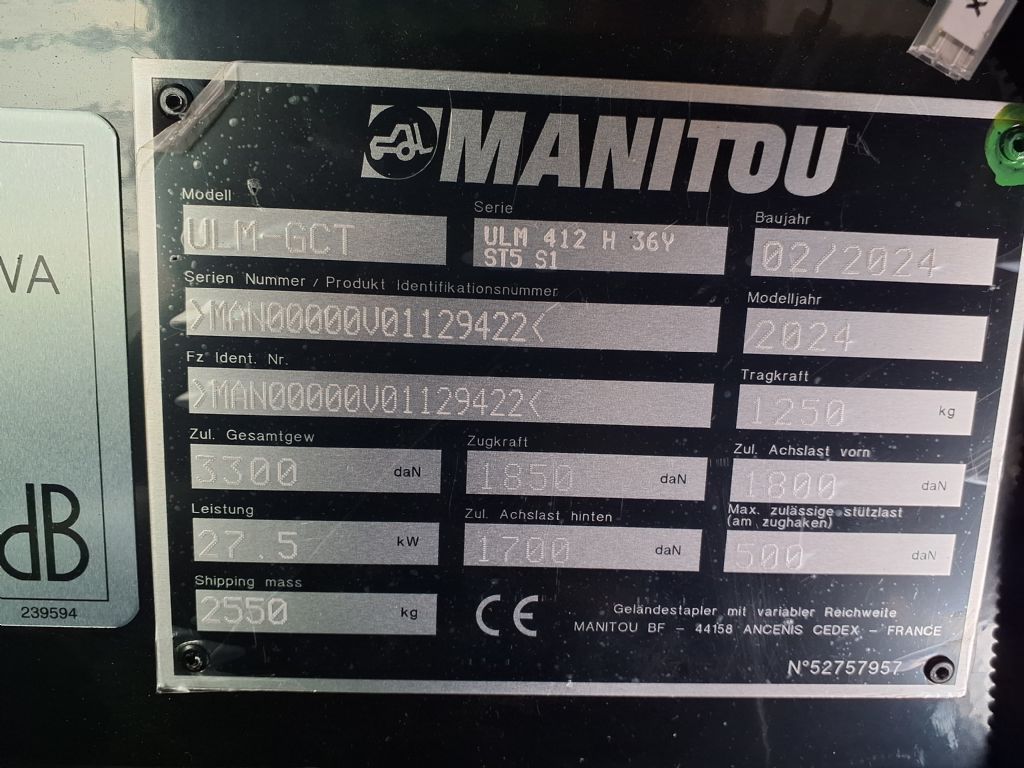 MANITOU
Modell
ULM-GCT
Serie
ULM 412 H 36Y
ST5 S1
Baujahr
02/2024
Serien Nummer / Produkt Identifikationsnummer
>MAN00000V01129422<
Modelljahr
2024
Fz Ident. Nr.
>MAN00000V01129422<
Tragkraft
1250 kg
Zul. Gesamtgew
3300 daN
Zugkraft
1850 daN
Zul. Achslast vorn
1800 daN
Leistung
27.5 kW
Zul. Achslast hinten
1700 daN
Max. zulässige stützlast
(am zughaken)
500 daN
Shipping mass
2550 kg
CE
Geländestapler mit variabler Reichweite
MANITOU BF - 44158 ANCENIS CEDEX - FRANCE
N°52757957
WA
dB
239594
x